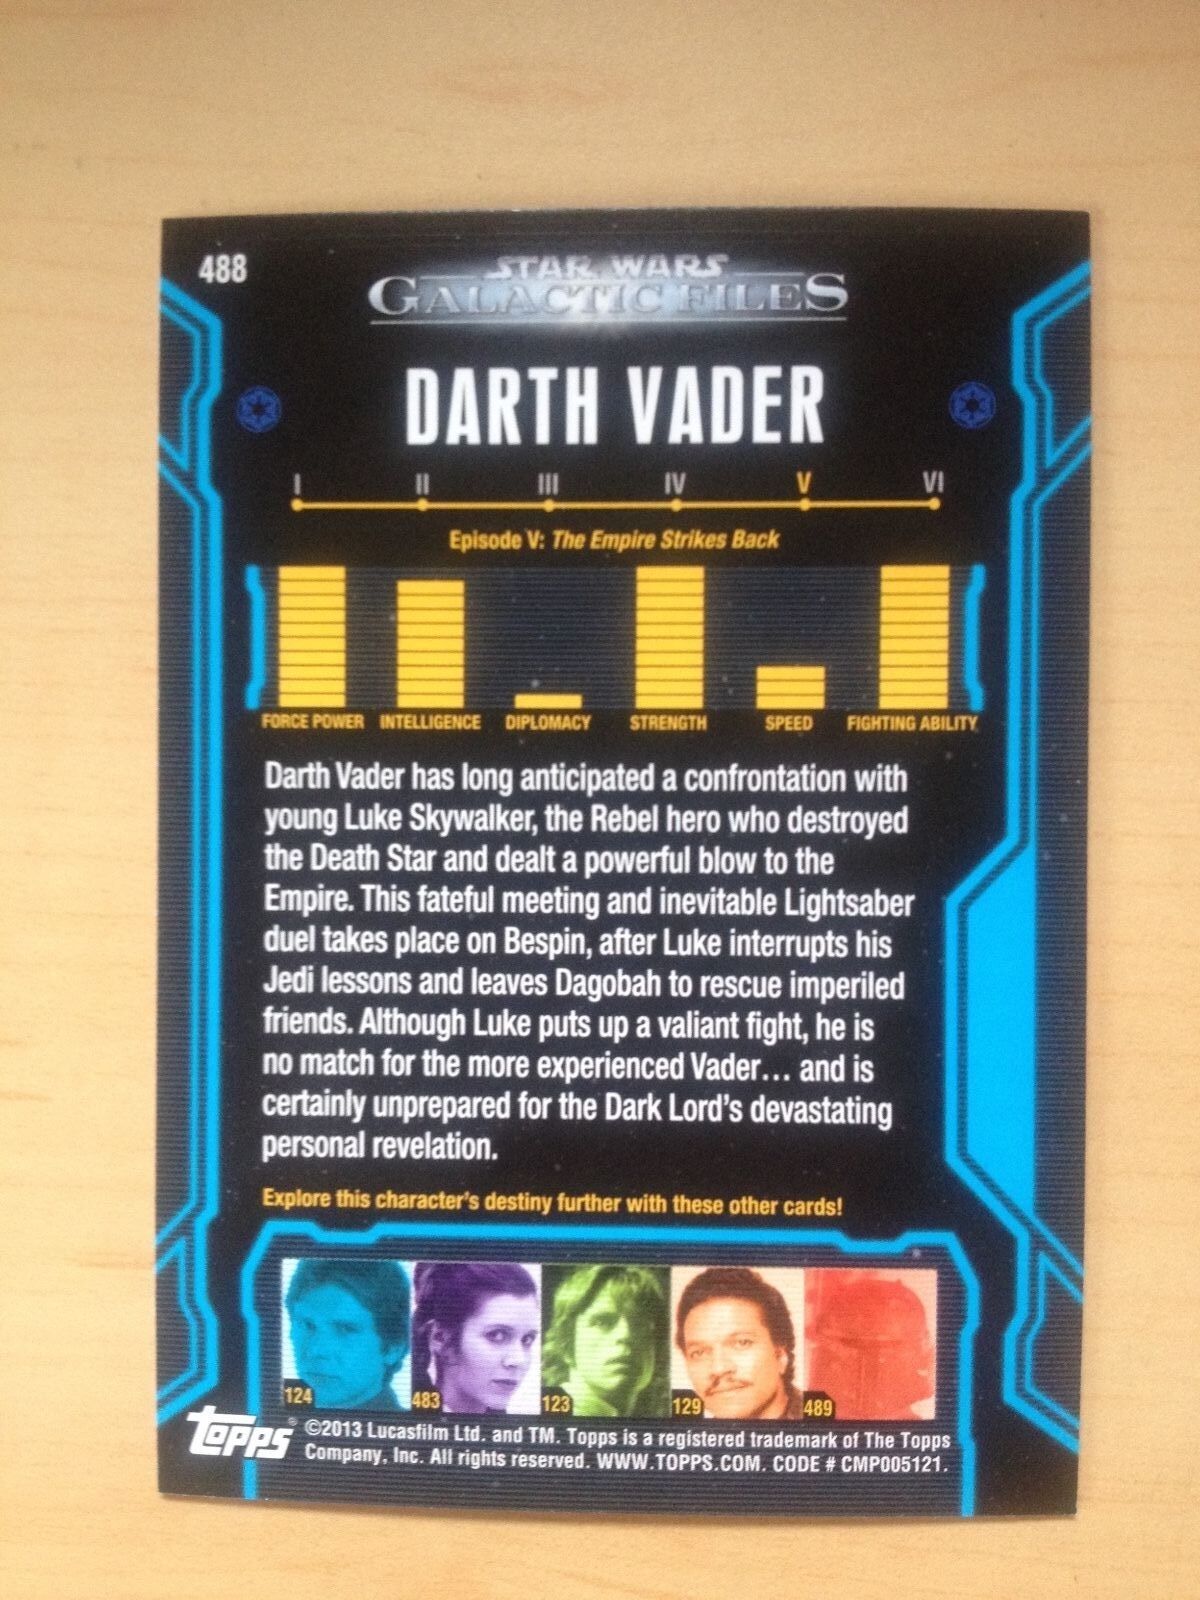 488
STAR WARS
GALACTIC FILES
DARTH VADER
I II III IV V VI
Episode V: The Empire Strikes Back
FORCE POWER INTELLIGENCE DIPLOMACY STRENGTH SPEED FIGHTING ABILITY
Darth Vader has long anticipated a confrontation with
young Luke Skywalker, the Rebel hero who destroyed
the Death Star and dealt a powerful blow to the
Empire. This fateful meeting and inevitable Lightsaber
duel takes place on Bespin, after Luke interrupts his
Jedi lessons and leaves Dagobah to rescue imperiled
friends. Although Luke puts up a valiant fight, he is
no match for the more experienced Vader... and is
certainly unprepared for the Dark Lord's devastating
personal revelation.
Explore this character's destiny further with these other cards!
124 483 123 129 489
Topps®
©2013 Lucasfilm Ltd. and TM. Topps is a registered trademark of The Topps
Company, Inc. All rights reserved. WWW.TOPPS.COM. CODE # CMP005121.